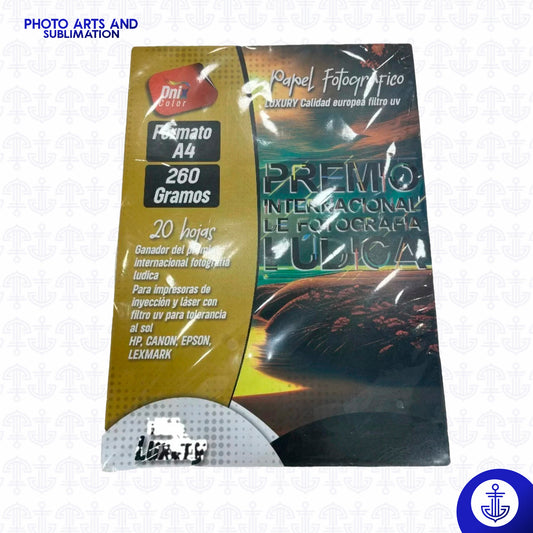 PHOTO ARTS AND
SUBLIMATION
Dni
Color
Formato
A4
260
Gramos
20 hojas
Ganador del premio
internacional fotografia
ludica
Para impresoras de
inyección y láser con
filtro uv para tolerancia
al sol
HP, CANON, EPSON,
LEXMARK
Papel Fotográfico
LUXURY Calidad europea filtro uv
PREMIO
INTERNACIONAL
DE FOTOGRAFIA
LUDICA